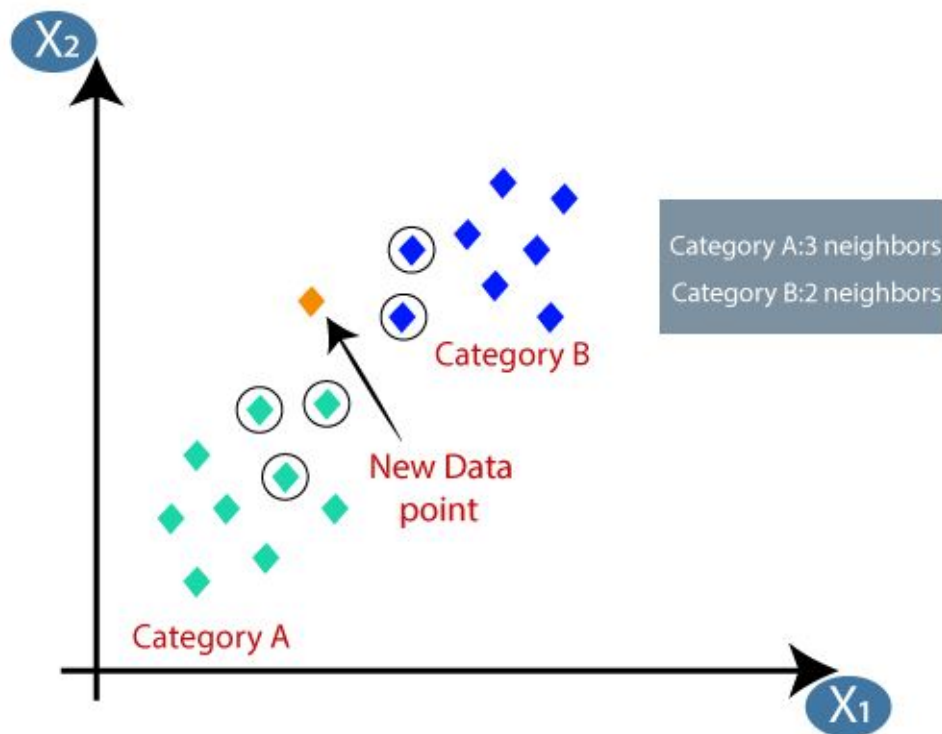 X2
Category A:3 neighbors
Category B:2 neighbors
Category B
New Data
point
Category A
X1